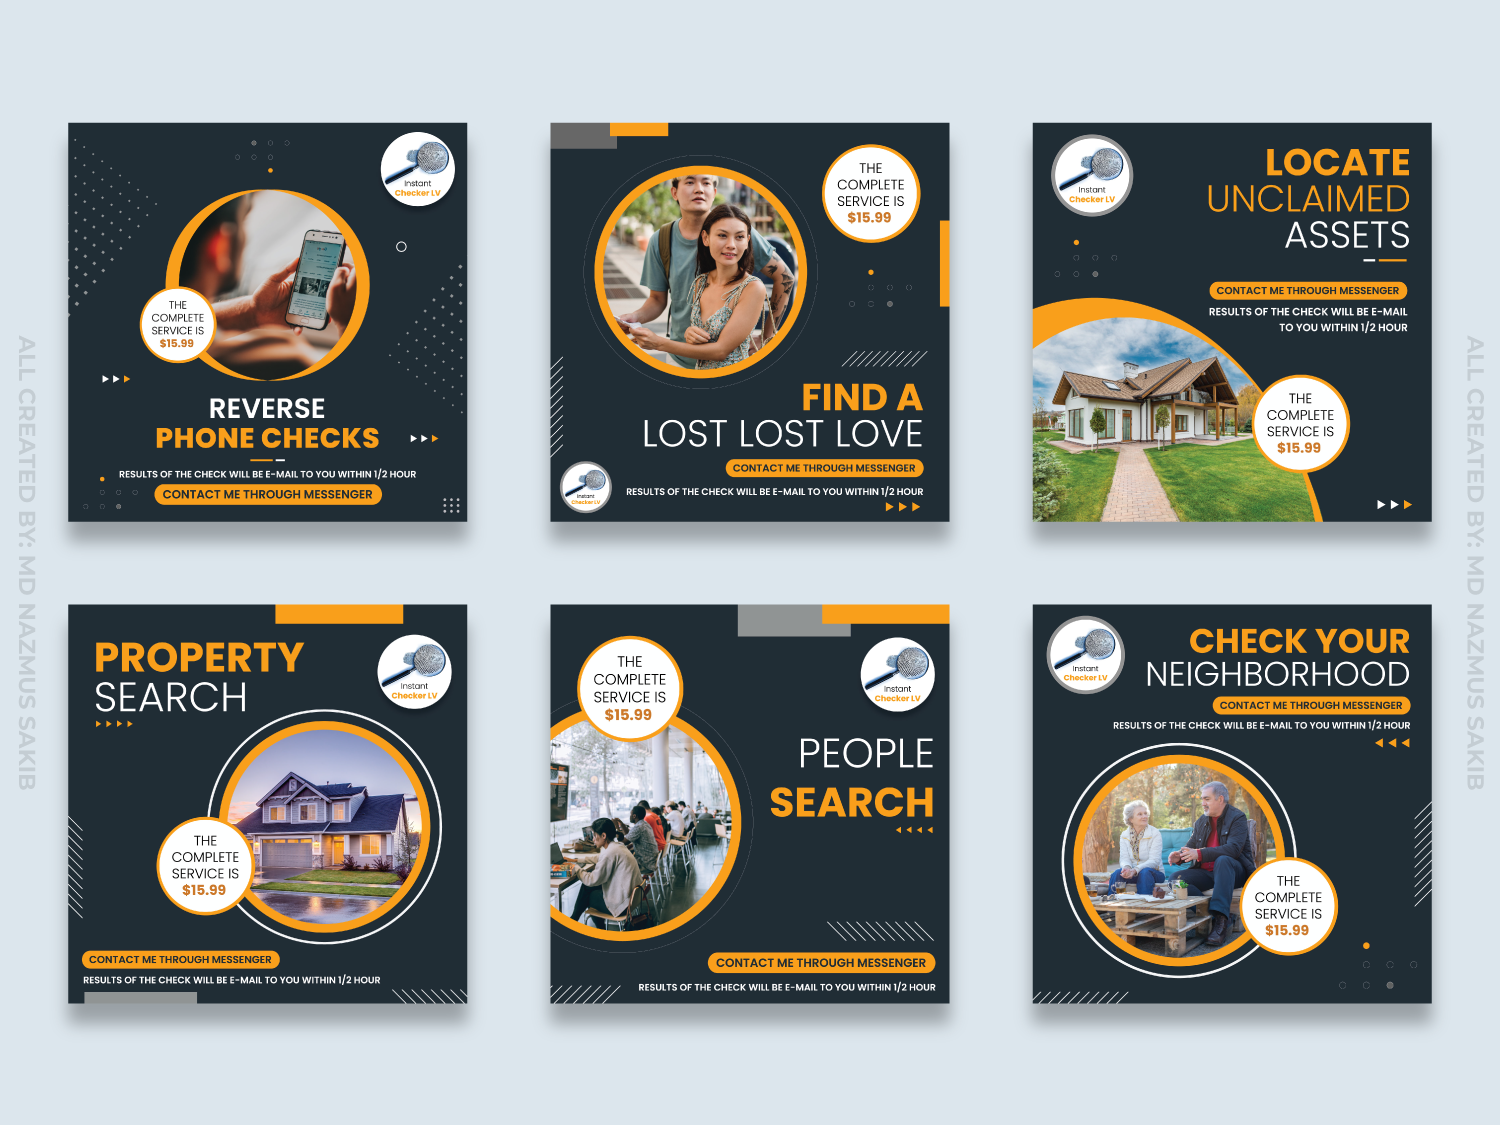 ALL CREATED BY: MD NAZMUS SAKIB
Instant
Checker LV
THE
COMPLETE
SERVICE IS
$15.99
REVERSE
PHONE CHECKS
RESULTS OF THE CHECK WILL BE E-MAIL TO YOU WITHIN 1/2 HOUR
CONTACT ME THROUGH MESSENGER
THE
COMPLETE
SERVICE IS
$15.99
FIND A
LOST LOST LOVE
CONTACT ME THROUGH MESSENGER
RESULTS OF THE CHECK WILL BE E-MAIL TO YOU WITHIN 1/2 HOUR
Instant
Checker LV
Instant
Checker LV
LOCATE
UNCLAIMED
ASSETS
CONTACT ME THROUGH MESSENGER
RESULTS OF THE CHECK WILL BE E-MAIL
TO YOU WITHIN 1/2 HOUR
THE
COMPLETE
SERVICE IS
$15.99
PROPERTY
SEARCH
Instant
Checker LV
THE
COMPLETE
SERVICE IS
$15.99
CONTACT ME THROUGH MESSENGER
RESULTS OF THE CHECK WILL BE E-MAIL TO YOU WITHIN 1/2 HOUR
THE
COMPLETE
SERVICE IS
$15.99
Instant
Checker LV
PEOPLE
SEARCH
CONTACT ME THROUGH MESSENGER
RESULTS OF THE CHECK WILL BE E-MAIL TO YOU WITHIN 1/2 HOUR
Instant
Checker LV
CHECK YOUR
NEIGHBORHOOD
CONTACT ME THROUGH MESSENGER
RESULTS OF THE CHECK WILL BE E-MAIL TO YOU WITHIN 1/2 HOUR
THE
COMPLETE
SERVICE IS
$15.99
ALL CREATED BY: MD NAZMUS SAKIB